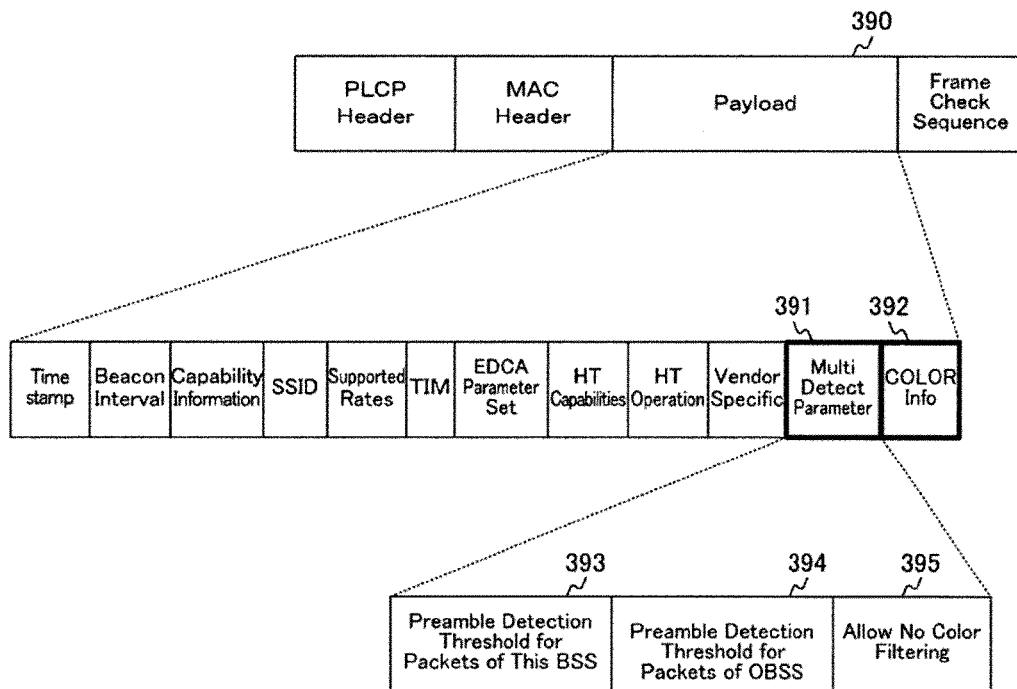 390
PLCP
Header
MAC
Header
Payload
Frame
Check
Sequence
391
392
Time
stamp
Beacon
Interval
Capability
Information
SSID
Supported
Rates
TIM
EDCA
Parameter
Set
HT
Capabilities
HT
Operation
Vendor
Specific
Multi
Detect
Parameter
COLOR
Info
393
394
395
Preamble Detection
Threshold for
Packets of This BSS
Preamble Detection
Threshold for
Packets of OBSS
Allow No Color
Filtering